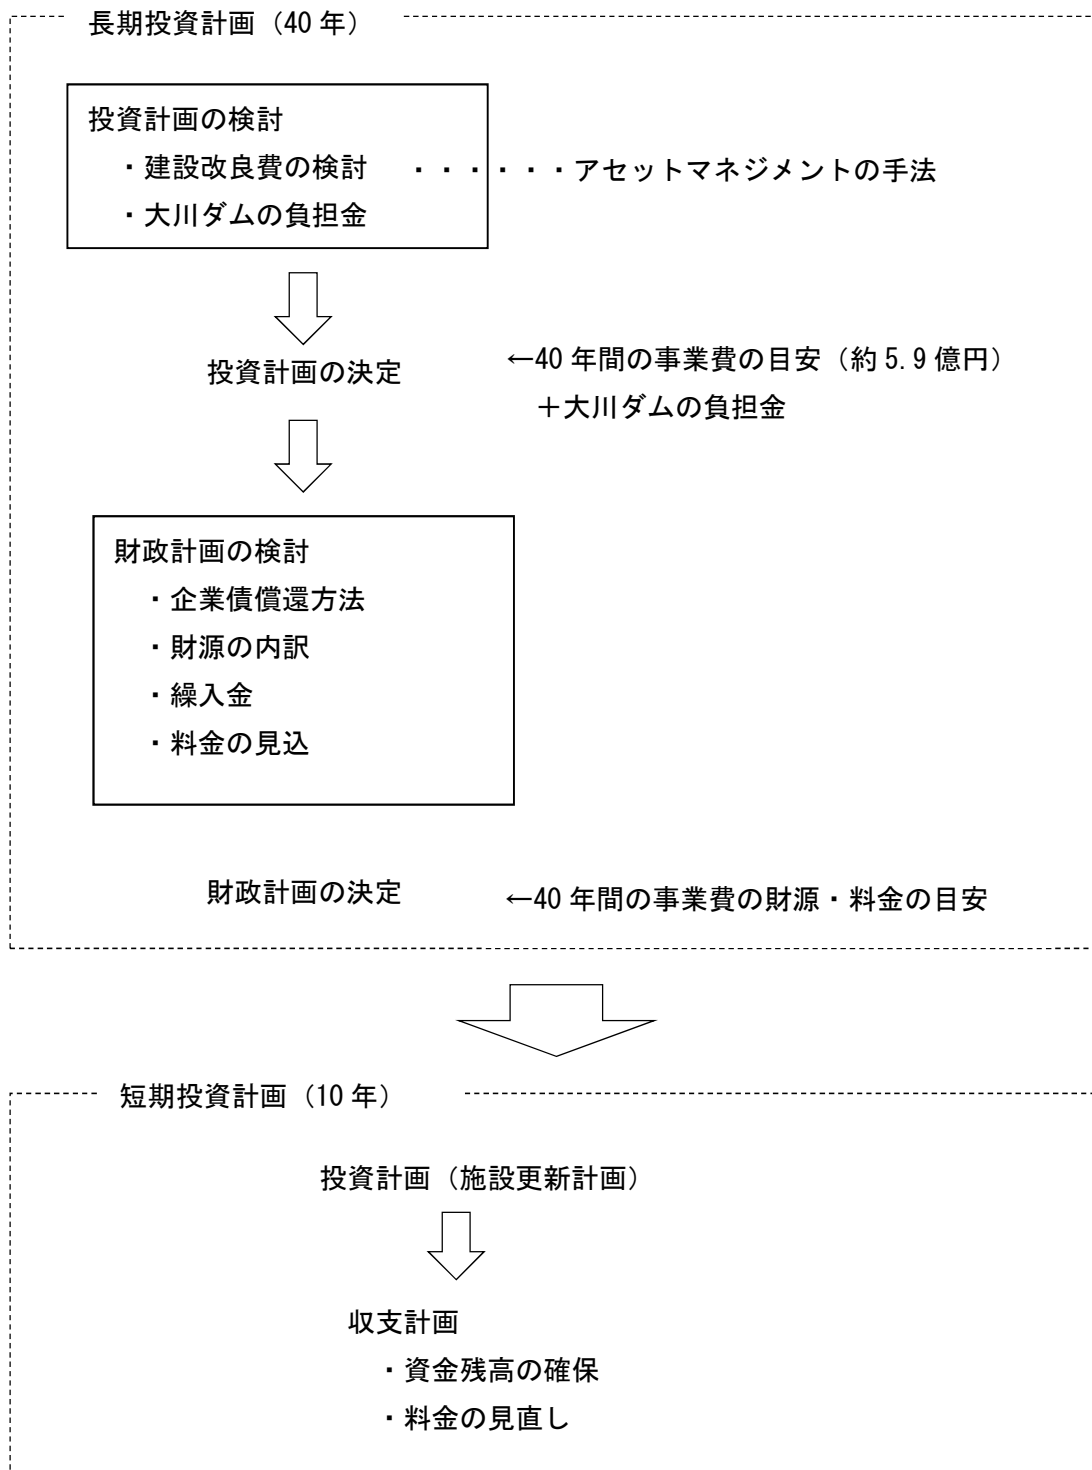 長期投資計画（40 年）
投資計画の検討
・建設改良費の検討 ・・・・・・アセットマネジメントの手法
・大川ダムの負担金
投資計画の決定 ←40 年間の事業費の目安（約 5.9 億円）
＋大川ダムの負担金
財政計画の検討
・企業債償還方法
・財源の内訳
・繰入金
・料金の見込
財政計画の決定 ←40 年間の事業費の財源・料金の目安
短期投資計画（10 年）
投資計画（施設更新計画）
収支計画
・資金残高の確保
・料金の見直し